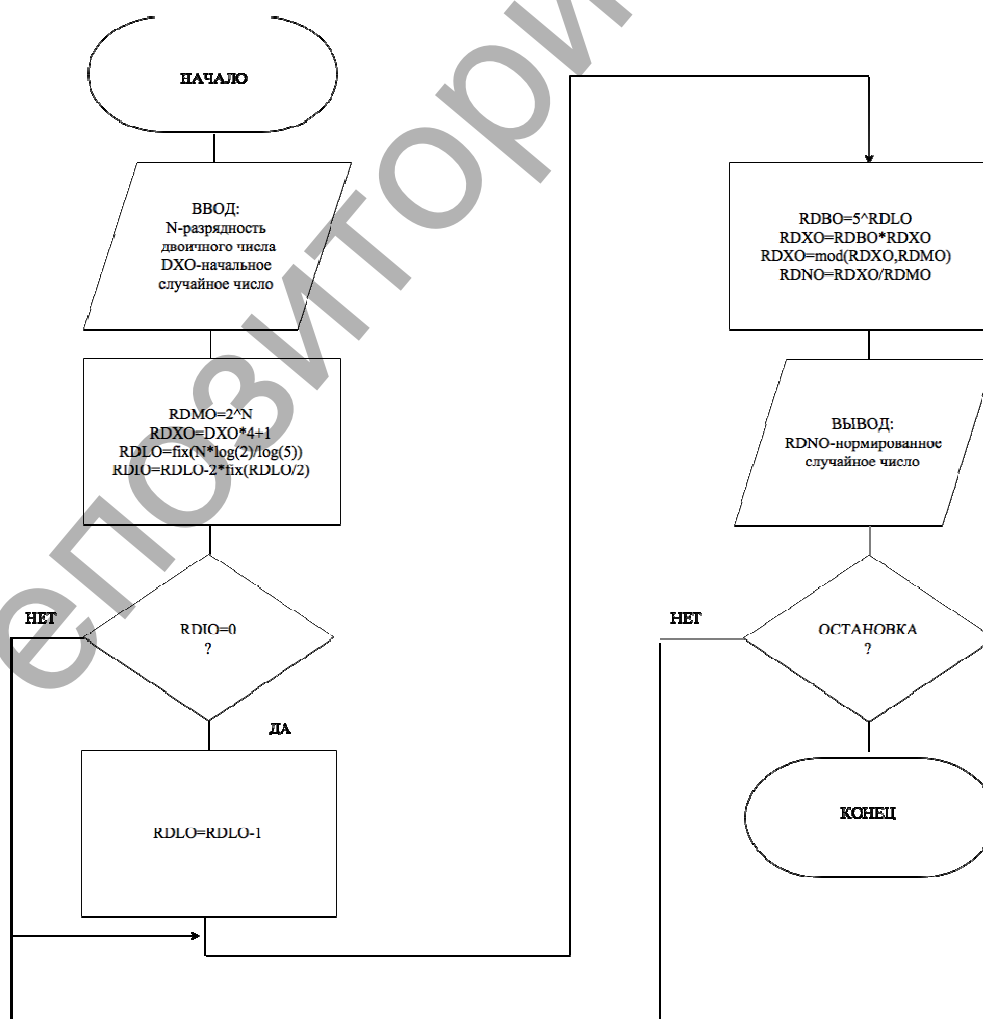 НАЧАЛО
ВВОД:
N-разрядность
двоичного числа
DXO-начальное
случайное число
RDMO=2^N
RDXO=DXO*4+1
RDLO=fix(N*log(2)/log(5))
RDIO=RDLO-2*fix(RDLO/2)
НЕТ
RDIO=0
?
ДА
RDLO=RDLO-1
RDBO=5^RDLO
RDXO=RDBO*RDXO
RDXO=mod(RDXO,RDMO)
RDNO=RDXO/RDMO
ВЫВОД:
RDNO-нормированное
случайное число
НЕТ
ОСТАНОВКА
?
КОНЕЦ
епозитори